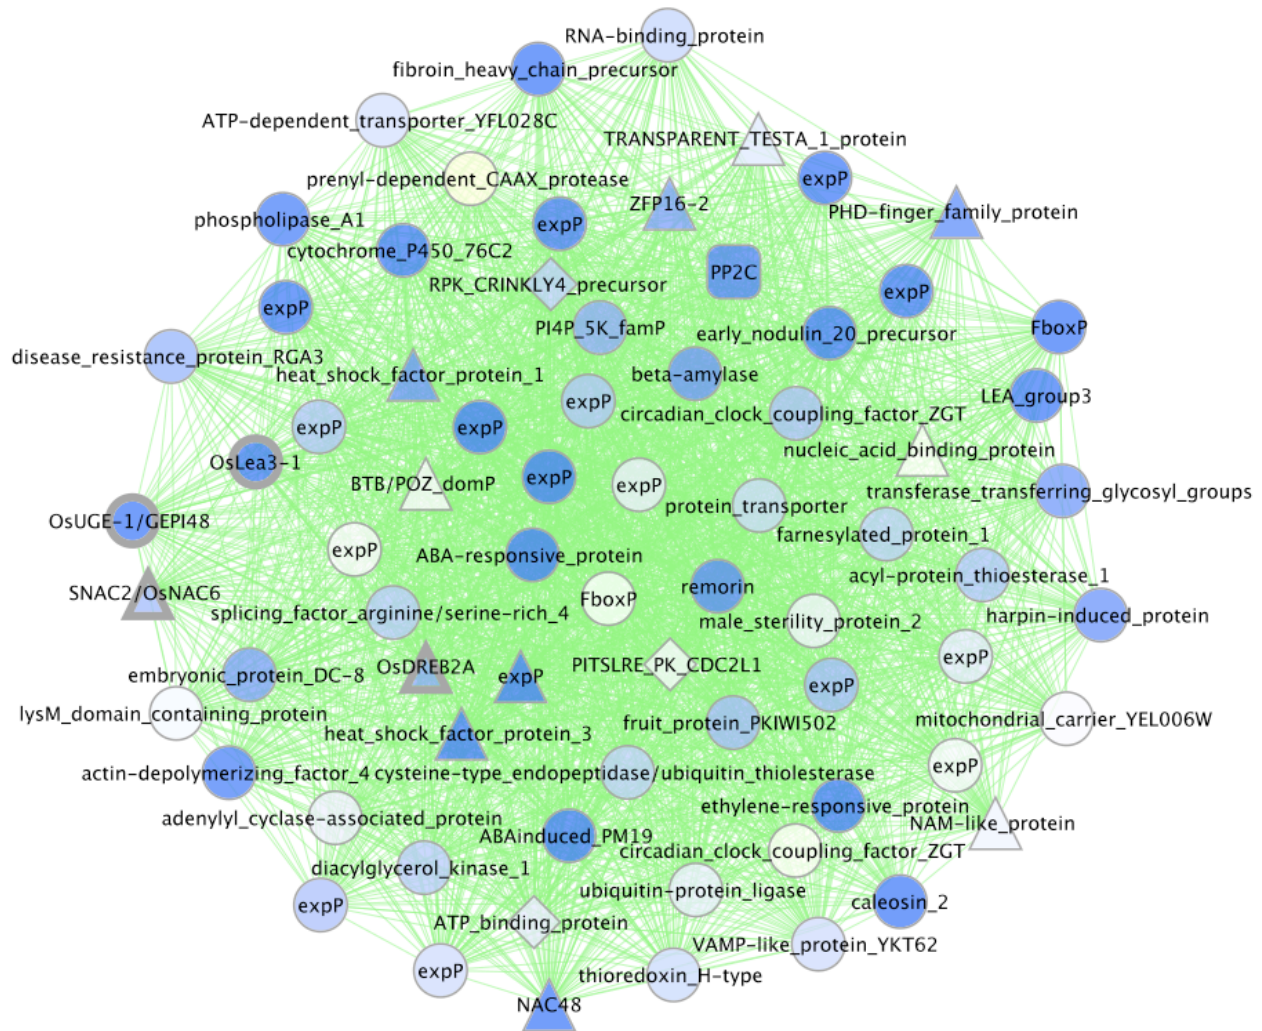 RNA-binding_protein
fibroin_heavy_chain_precursor
ATP-dependent_transporter_YFL028C
TRANSPARENT_TESTA_1_protein
prenyl-dependent_CAAX_protease
expP
ZFP16-2
PHD-finger_family_protein
phospholipase_A1
expP
cytochrome_P450_76C2
PP2C
RPK_CRINKLY4_precursor
expP
expP
PI4P_5K_famP
early_nodulin_20_precursor
FboxP
disease_resistance_protein_RGA3
heat_shock_factor_protein_1
beta-amylase
LEA_group3
expP
circadian_clock_coupling_factor_ZGT
expP
expP
nucleic_acid_binding_protein
OsLea3-1
expP
BTB/POZ_domP
expP
transferase_transferring_glycosyl_groups
protein_transporter
OsUGE-1/GEPI48
farnesylated_protein_1
expP
ABA-responsive_protein
acyl-protein_thioesterase_1
remorin
SNAC2/OsNAC6
FboxP
splicing_factor_arginine/serine-rich_4
harpin-induced_protein
male_sterility_protein_2
expP
OsDREB2A
PITSLRE_PK_CDC2L1
embryonic_protein_DC-8
expP
expP
lysM_domain_containing_protein
mitochondrial_carrier_YEL006W
fruit_protein_PKIWI502
heat_shock_factor_protein_3
expP
actin-depolymerizing_factor_4
cysteine-type_endopeptidase/ubiquitin_thiolesterase
ethylene-responsive_protein
adenylyl_cyclase-associated_protein
NAM-like_protein
ABAinduced_PM19
circadian_clock_coupling_factor_ZGT
diacylglycerol_kinase_1
ubiquitin-protein_ligase
caleosin_2
expP
ATP_binding_protein
VAMP-like_protein_YKT62
expP
thioredoxin_H-type
NAC48